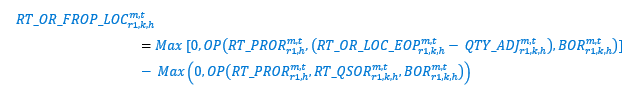 RT_OR_FROP_LOC^{m,t}_{r1,k,h}
= Max [0, OP(RT_PROR^{m,t}_{r1,h}, (RT_OR_LOC_EOP^{m,t}_{r1,k,h} − QTY_ADJ^{m,t}_{r1,k,h}), BOR^{m,t}_{r1,k,h})]
− Max (0, OP(RT_PROR^{m,t}_{r1,h}, RT_QSOR^{m,t}_{r1,k,h}, BOR^{m,t}_{r1,k,h}))